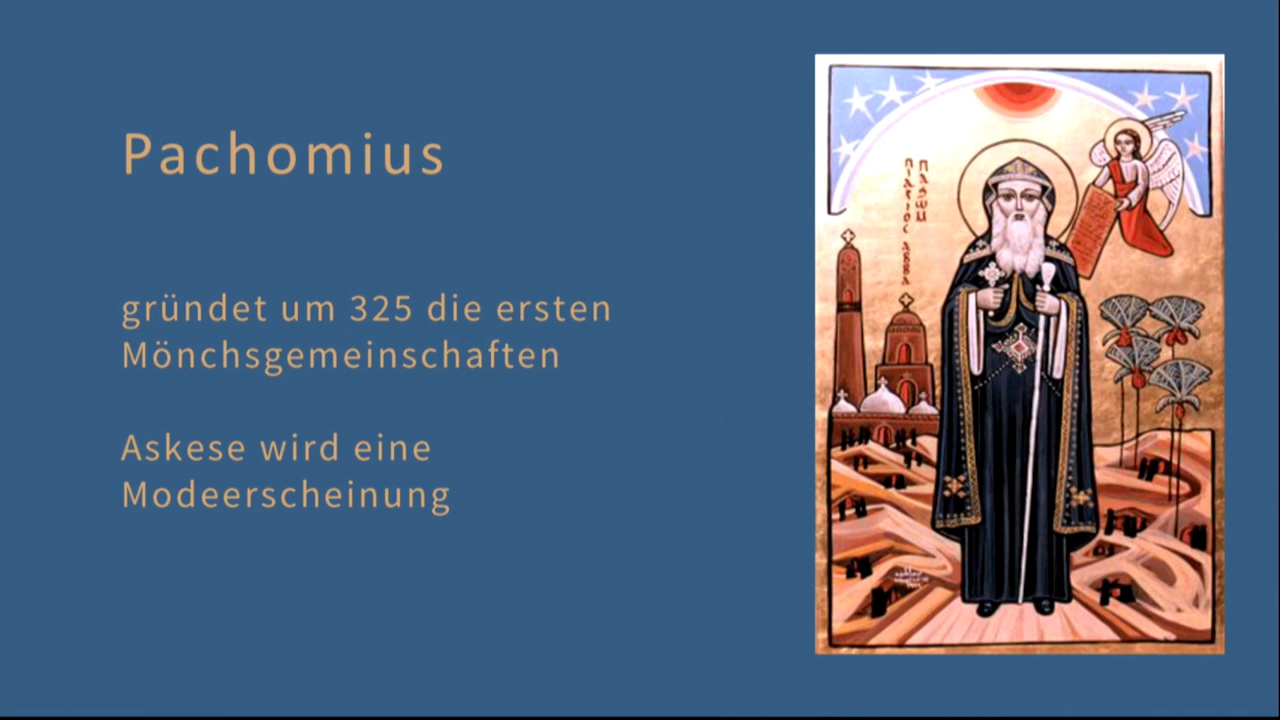 Pachomius
gründet um 325 die ersten
Mönchsgemeinschaften
Askese wird eine
Modeerscheinung